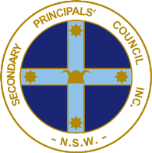 SECONDARY PRINCIPALS' COUNCIL INC.
- N.S.W. -